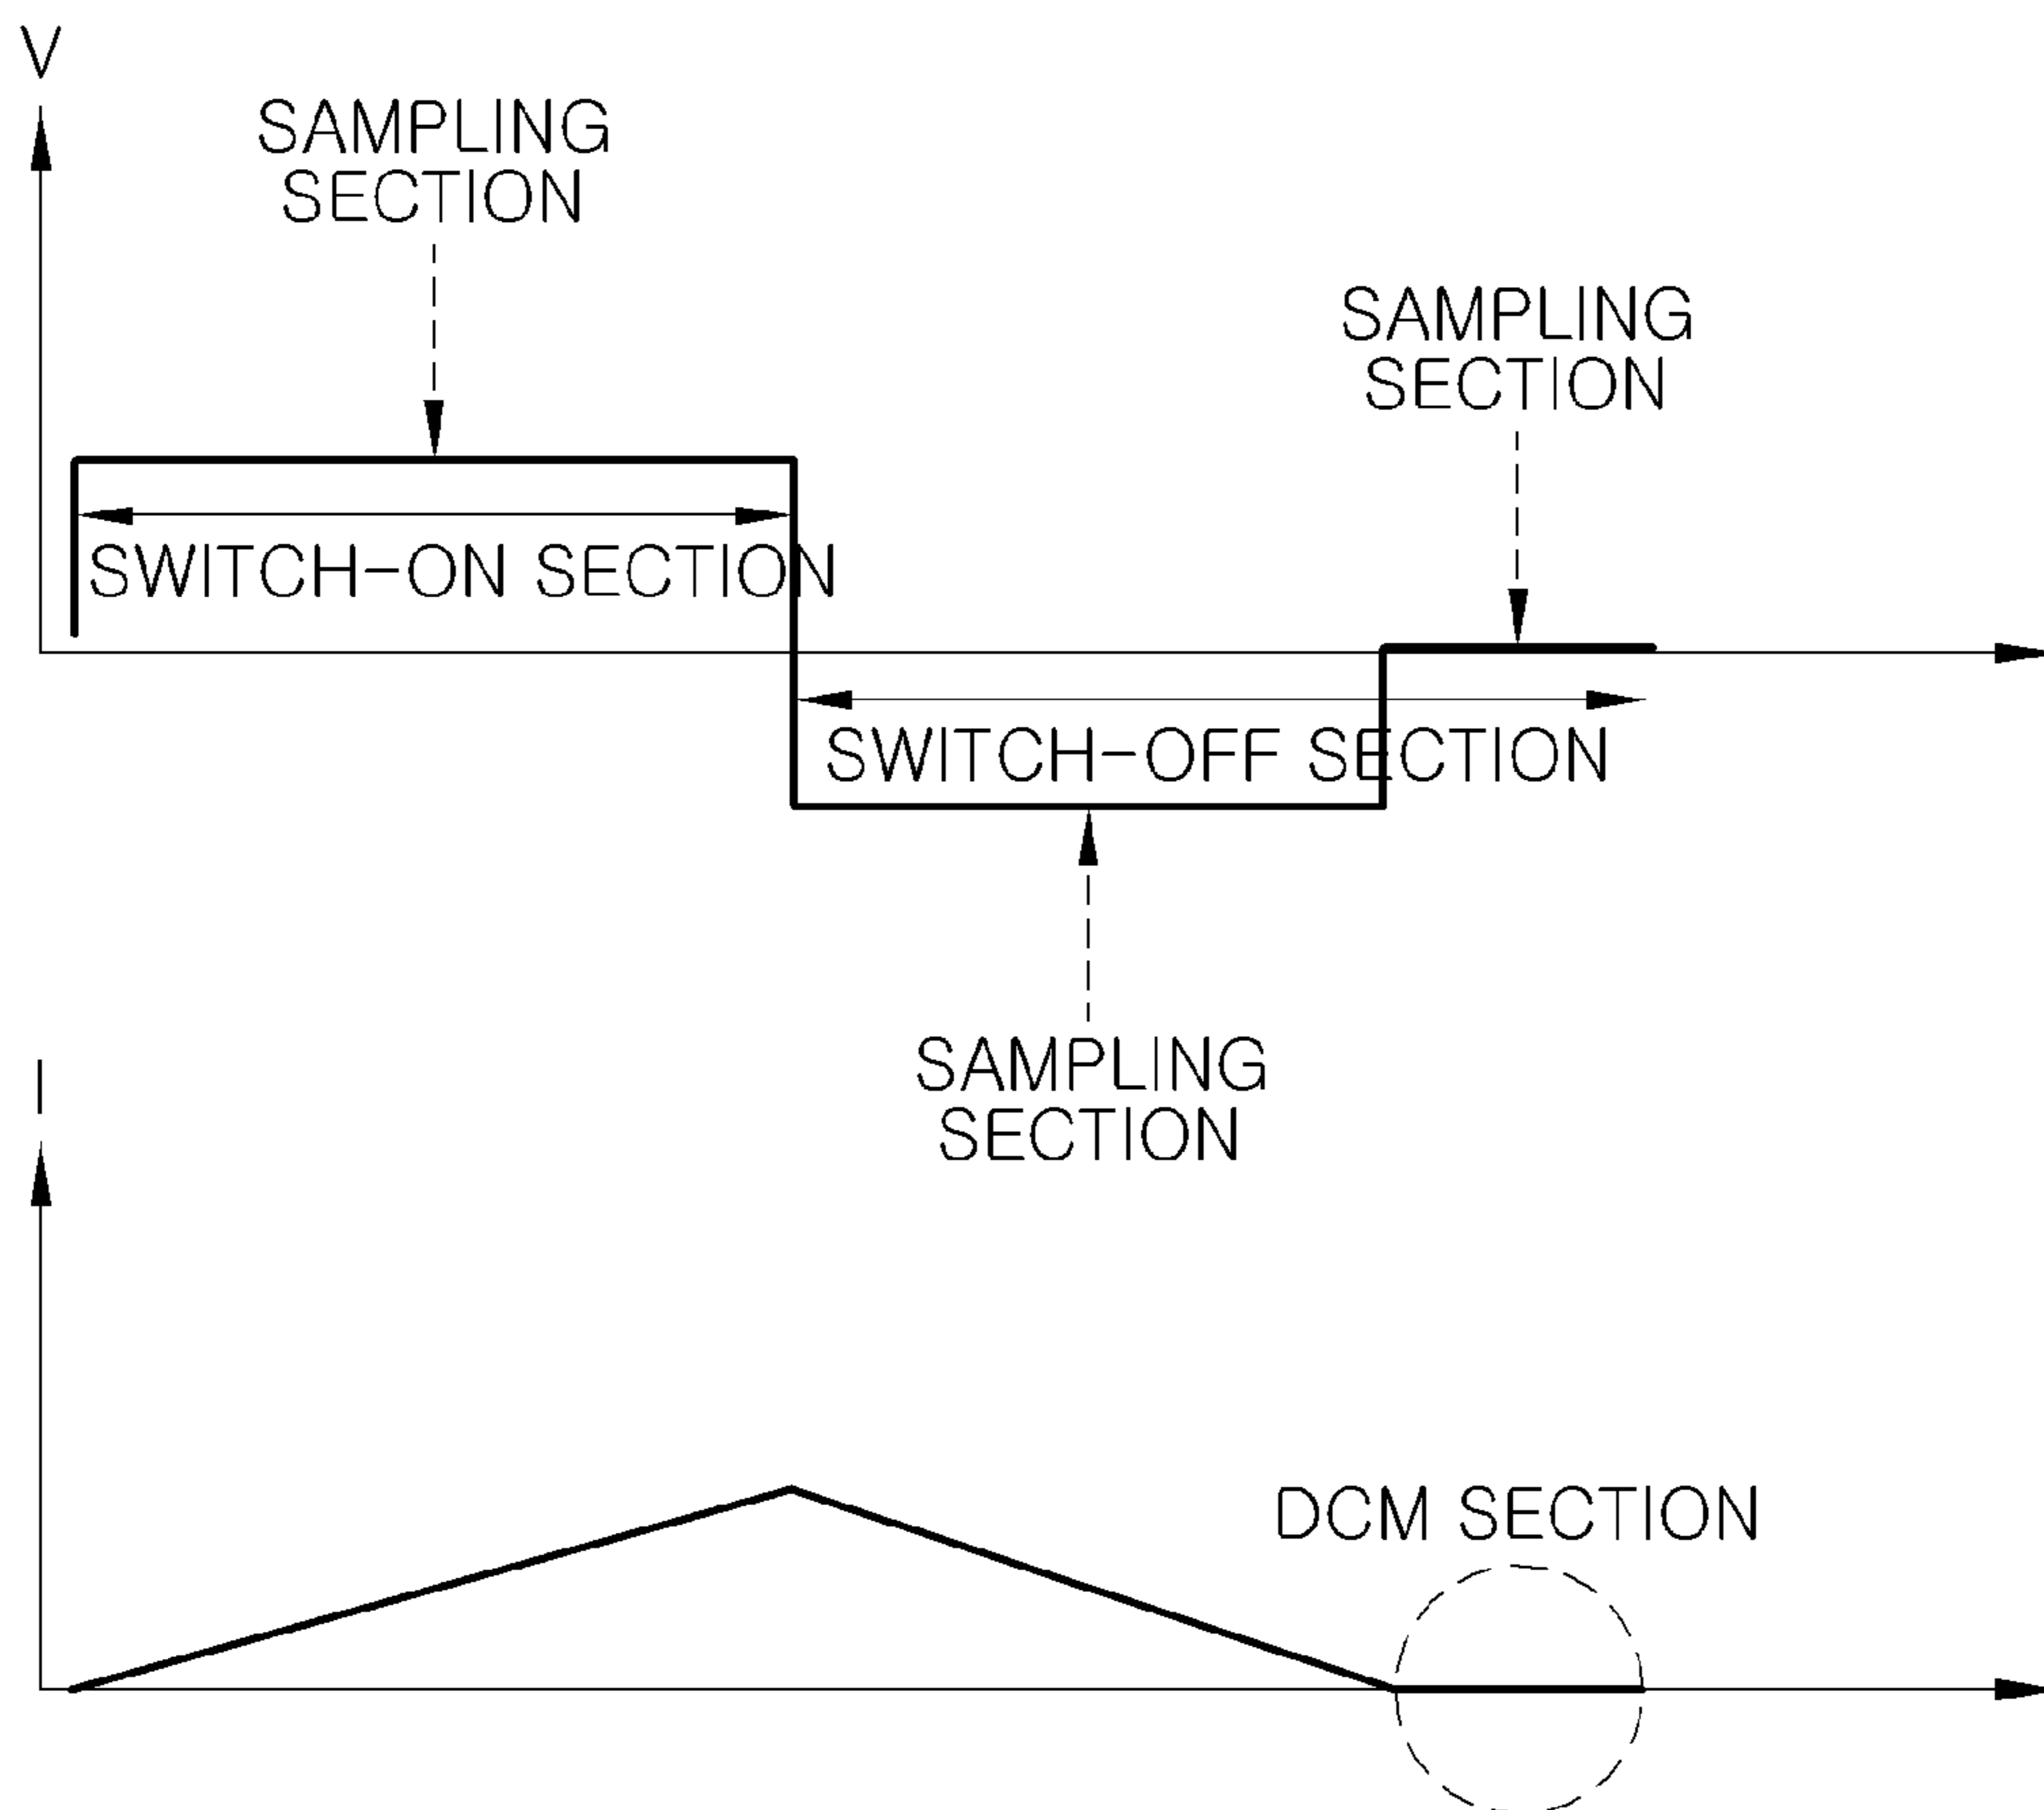 V
SAMPLING
SECTION
SAMPLING
SECTION
SWITCH-ON SECTION
SWITCH-OFF SECTION
SAMPLING
SECTION
I
DCM SECTION